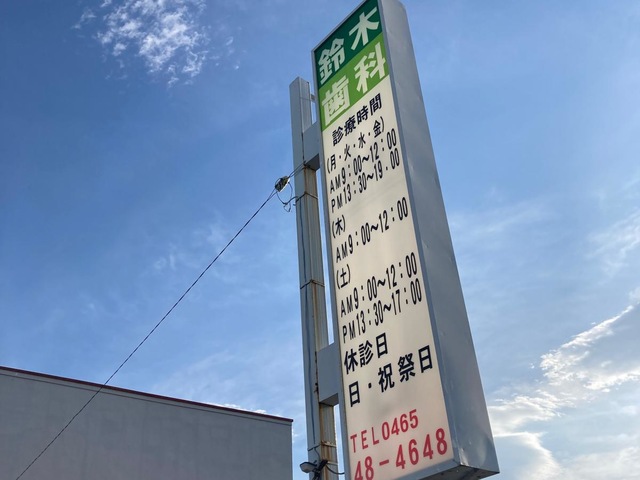 鈴木
歯科
診療時間
(月・火・水・金)
AM9:00〜12:00
PM13:30〜19:00
(木)
AM9:00〜12:00
(土)
AM9:00〜12:00
PM13:30〜17:00
休診日
日・祝祭日
TEL0465
48-4648